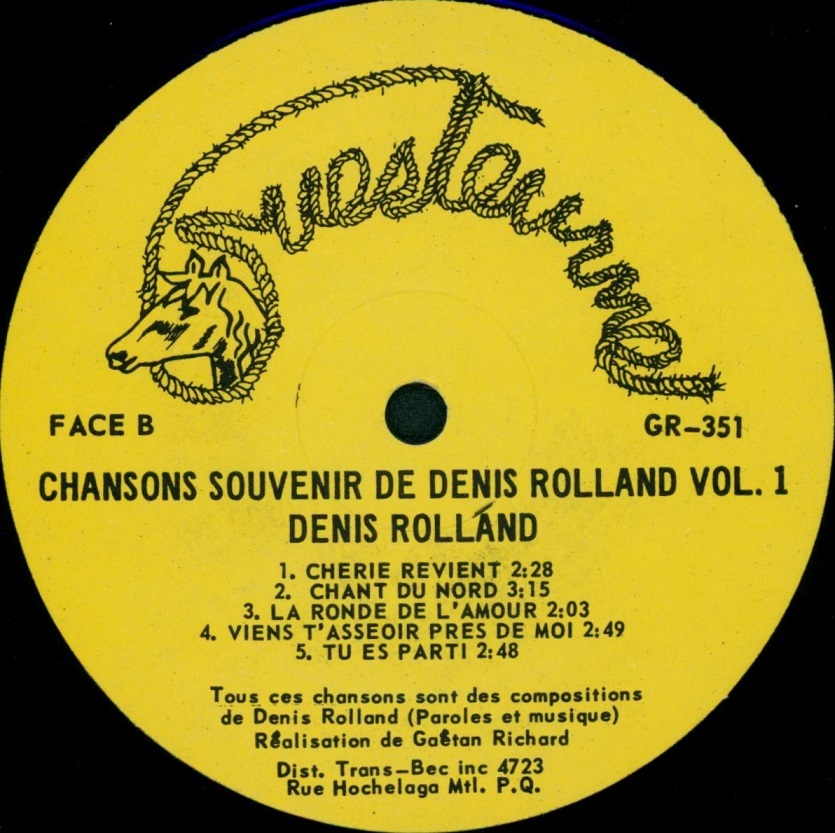 FACE B
GR-351
CHANSONS SOUVENIR DE DENIS ROLLAND VOL. 1
DENIS ROLLAND
1. CHERIE REVIENT 2:28
2. CHANT DU NORD 3:15
3. LA RONDE DE L'AMOUR 2:03
4. VIENS T'ASSEOIR PRES DE MOI 2:49
5. TU ES PARTI 2:48
Tous ces chansons sont des compositions
de Denis Rolland (Paroles et musique)
Réalisation de Gaëtan Richard
Dist. Trans-Bec inc 4723
Rue Hochelaga Mtl. P.Q.